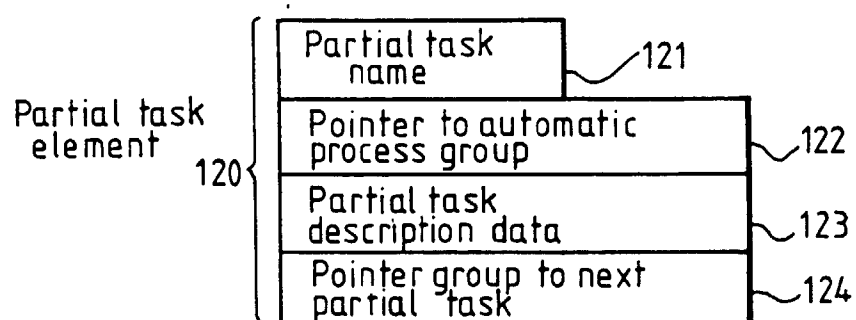 Partial task
name
121
Partial task
element
120
Pointer to automatic
process group
122
Partial task
description data
123
Pointer group to next
partial task
124